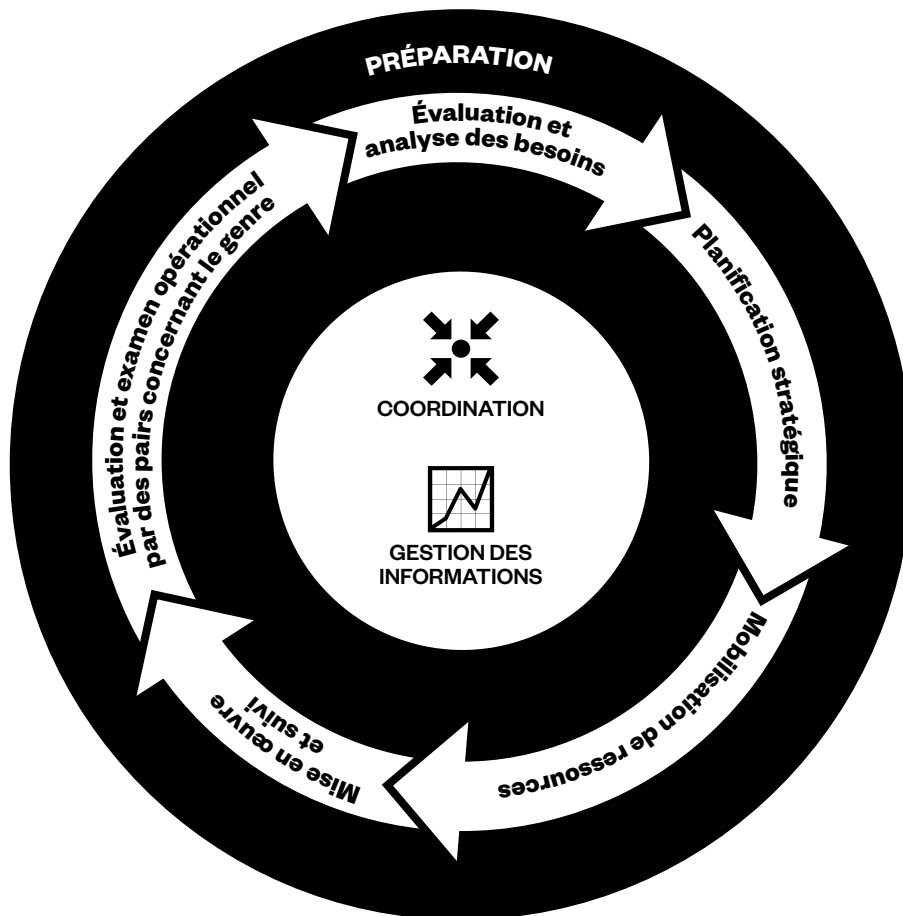 PRÉPARATION
Évaluation et
analyse des besoins
Planification stratégique
Mobilisation de ressources
Mise en œuvre
et suivi
Évaluation et examen opérationnel
par des pairs concernant le genre
COORDINATION
GESTION DES
INFORMATIONS